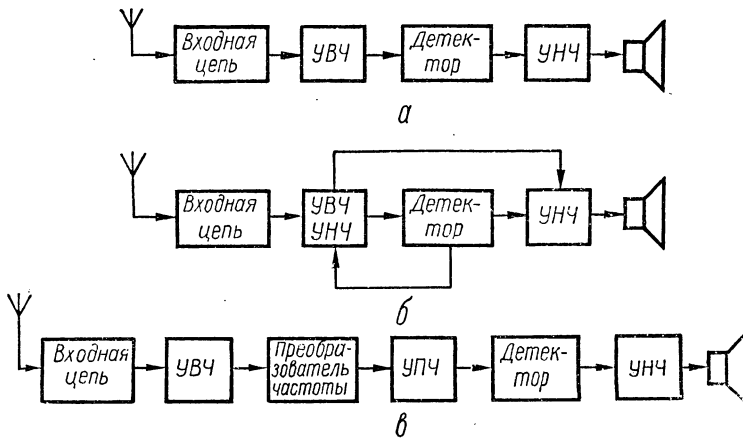 Входная
цепь
УВЧ
Детек-
тор
УНЧ
а
Входная
цепь
УВЧ
УНЧ
Детек-
тор
УНЧ
б
Входная
цепь
УВЧ
Преобра-
зователь
частоты
УПЧ
Детек-
тор
УНЧ
в